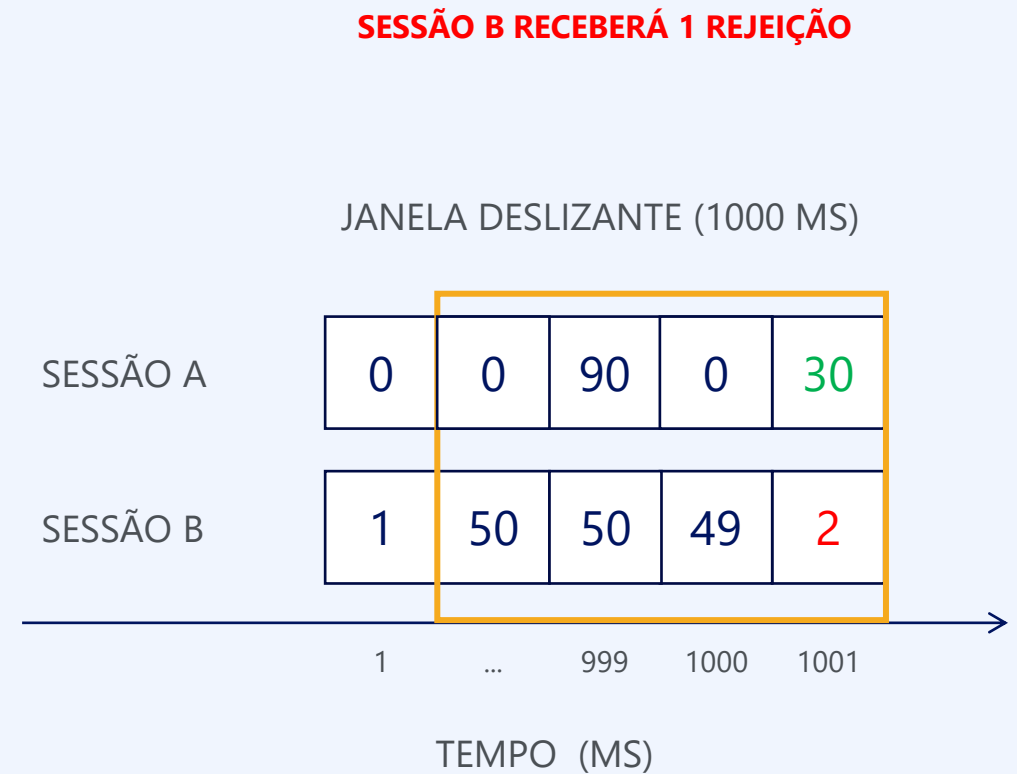 SESSÃO B RECEBERÁ 1 REJEIÇÃO
JANELA DESLIZANTE (1000 MS)
SESSÃO A 0 0 90 0 30
SESSÃO B 1 50 50 49 2
1 ... 999 1000 1001
TEMPO (MS)